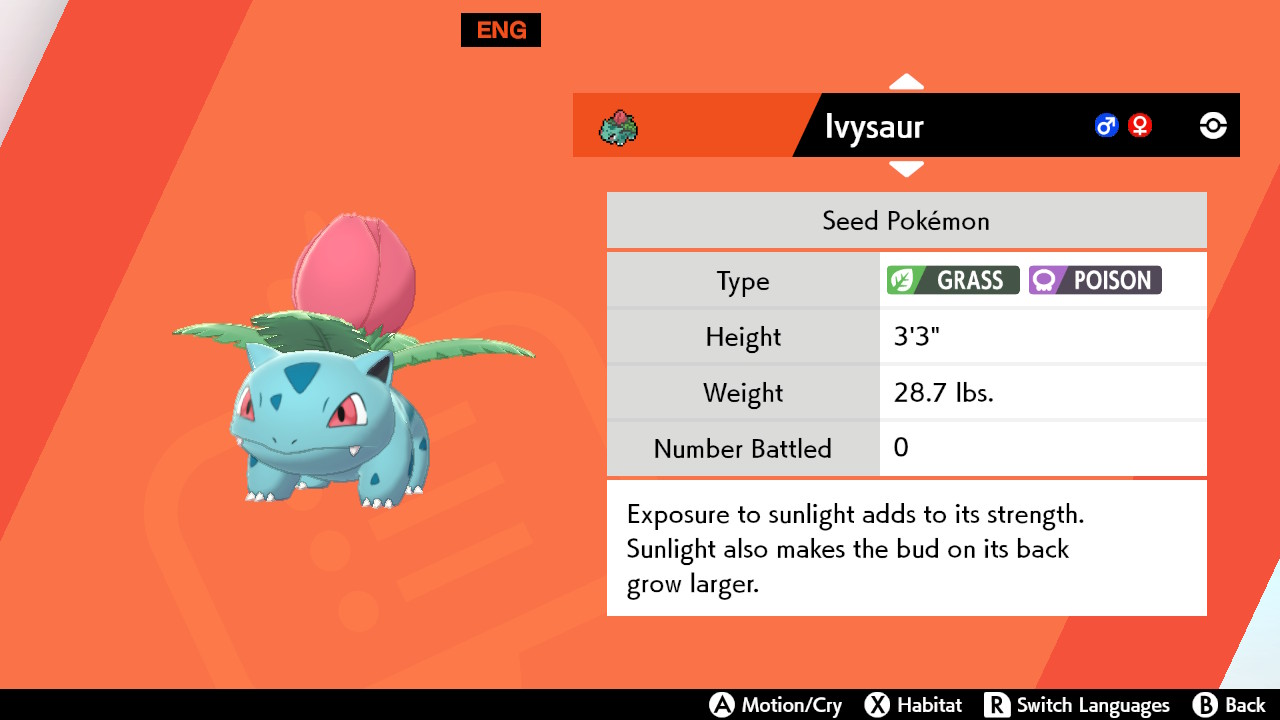 ENG
Ivysaur
Seed Pokémon
Type GRASS POISON
Height 3'3"
Weight 28.7 lbs.
Number Battled 0
Exposure to sunlight adds to its strength.
Sunlight also makes the bud on its back
grow larger.
A Motion/Cry X Habitat R Switch Languages B Back